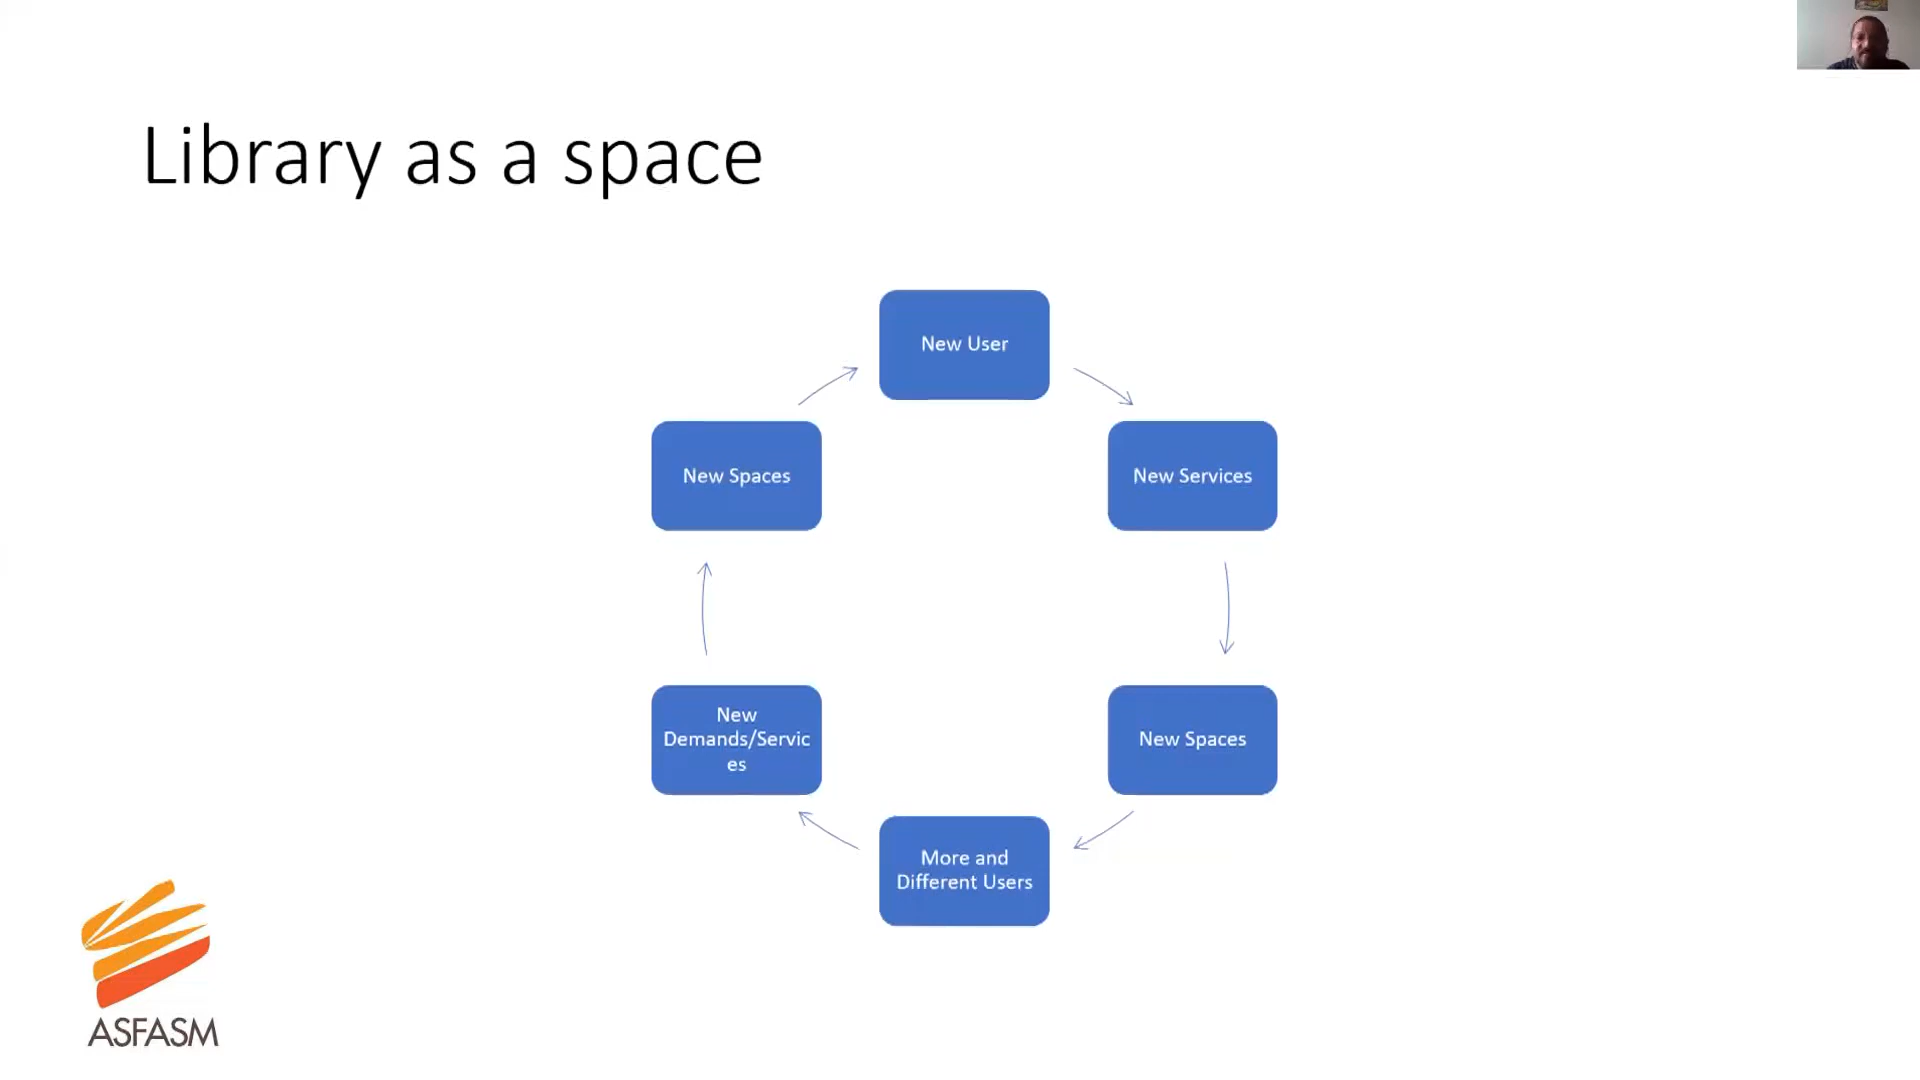 Library as a space
New User
New Services
New Spaces
More and
Different Users
New
Demands/Servic
es
New Spaces
ASFASM